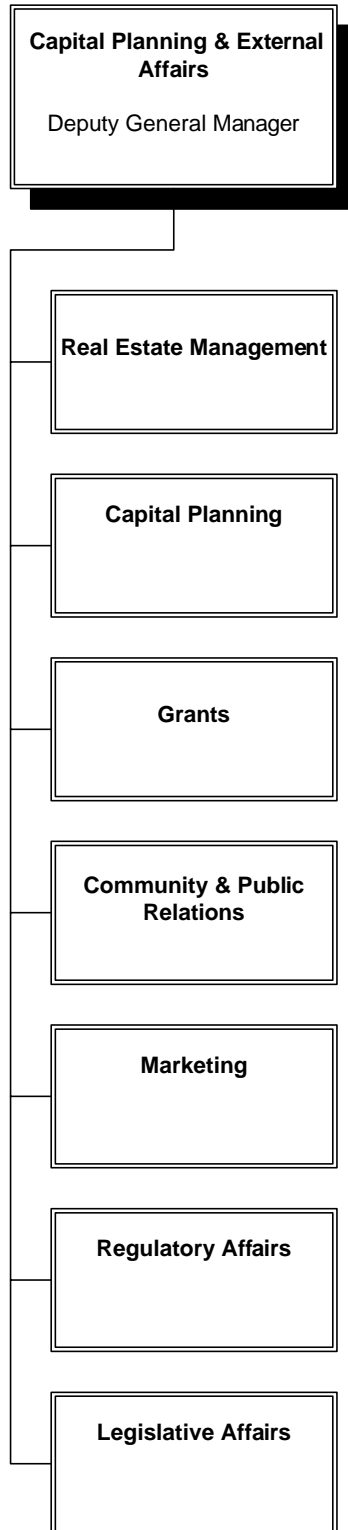 Capital Planning & External
Affairs
Deputy General Manager
Real Estate Management
Capital Planning
Grants
Community & Public
Relations
Marketing
Regulatory Affairs
Legislative Affairs